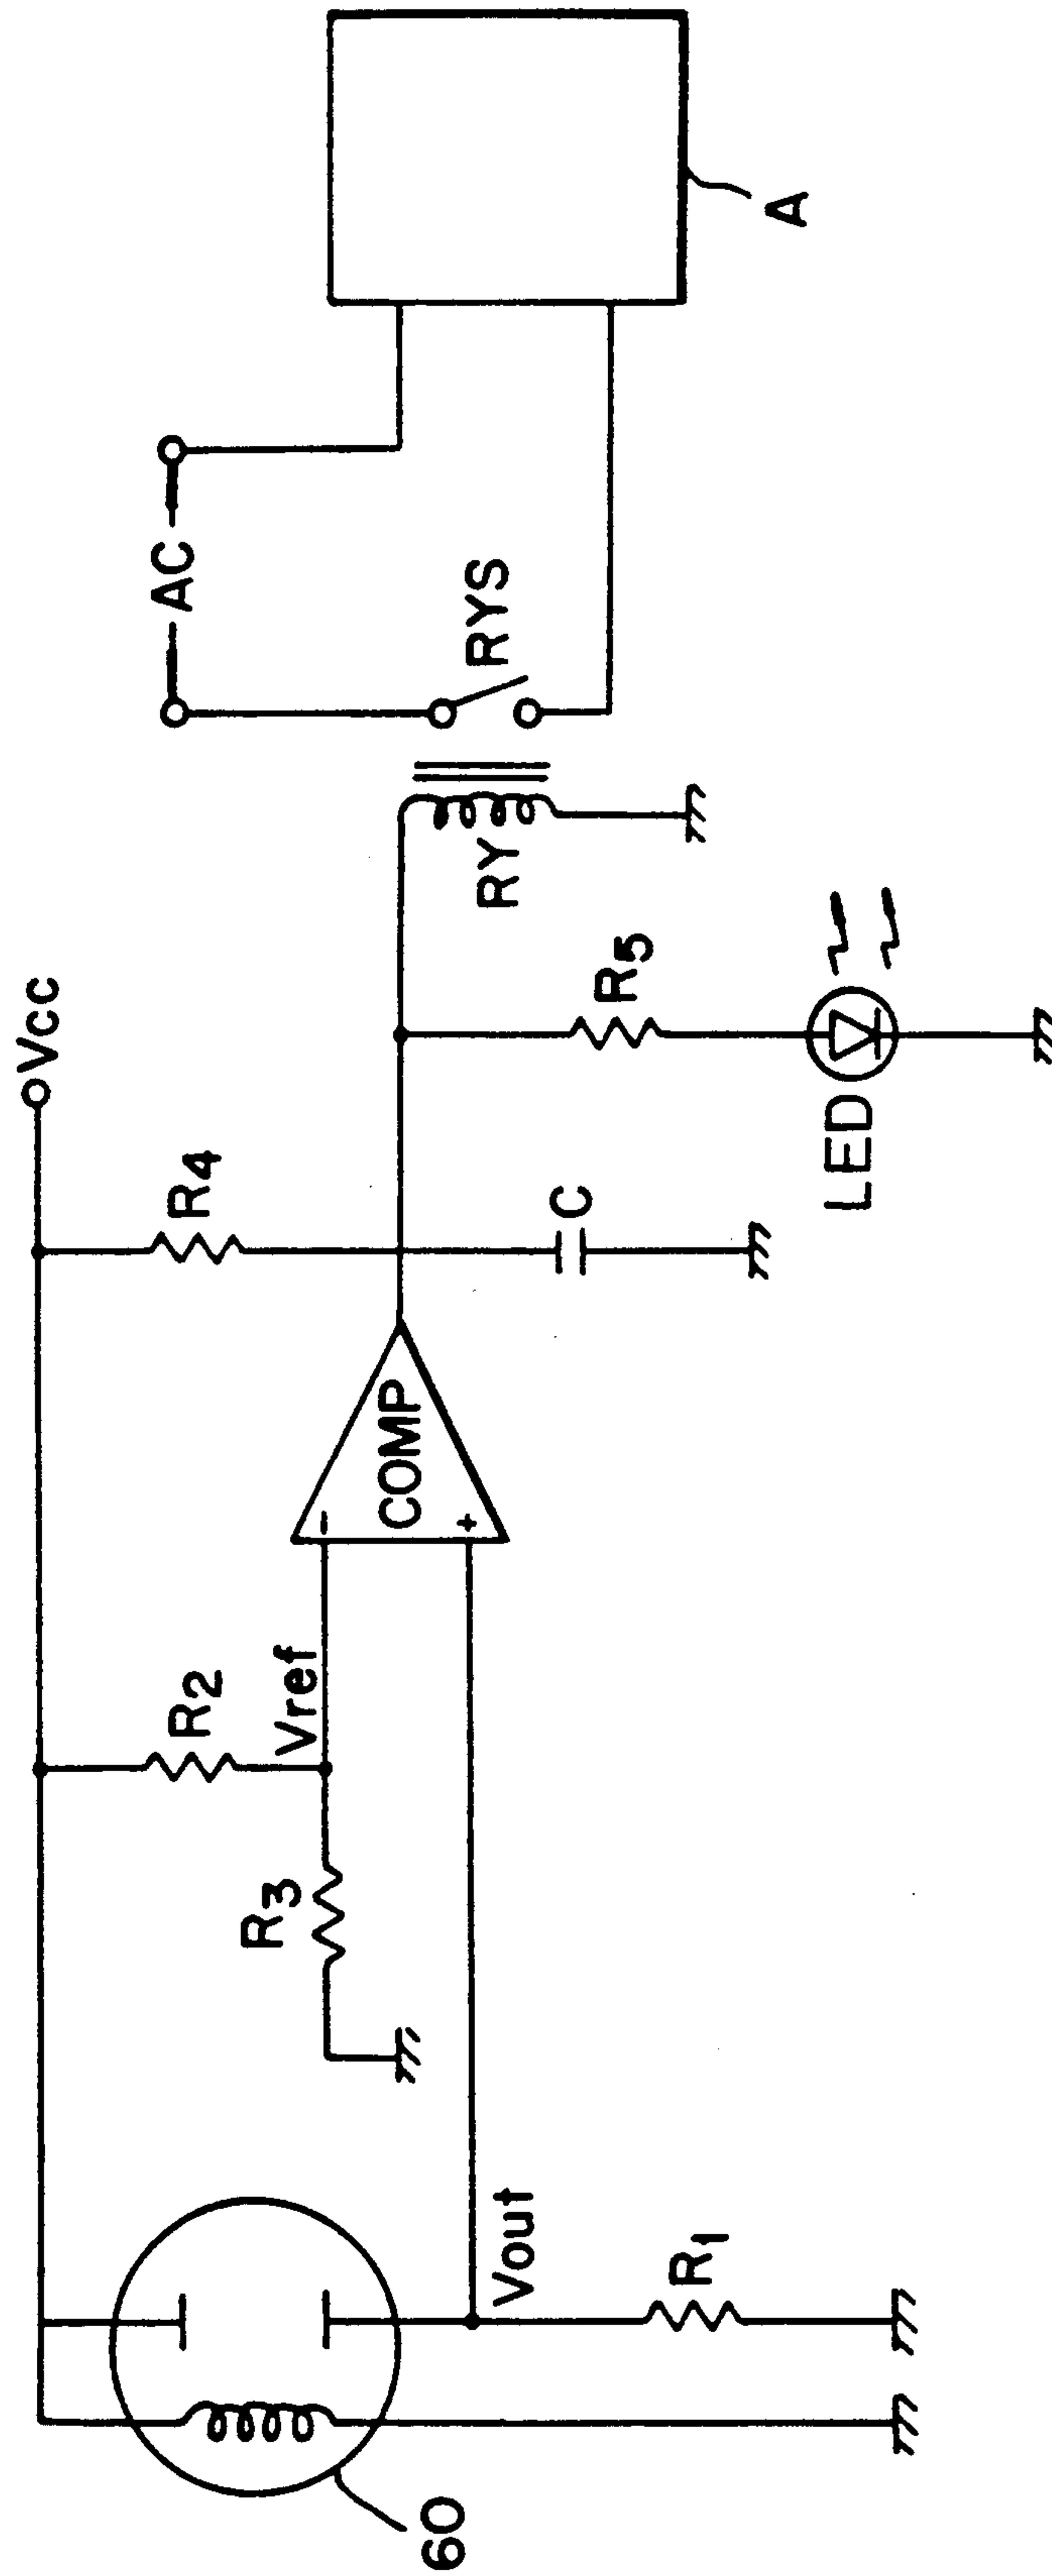 Vcc
AC
R4
R2
Vref
R3
-
COMP
+
C
RY
RYS
R5
LED
A
60
Vout
R1